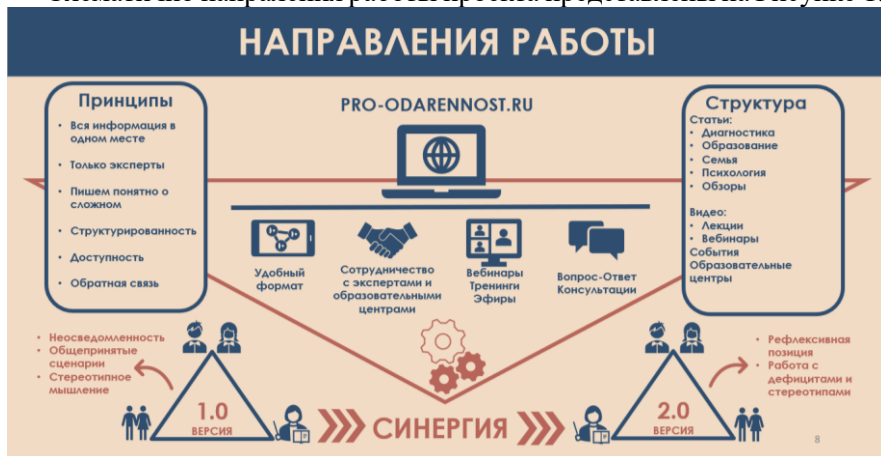 НАПРАВЛЕНИЯ РАБОТЫ
Принципы
• Вся информация в
одном месте
• Только эксперты
• Пишем понятно о
сложном
• Структурированность
• Доступность
• Обратная связь
PRO-ODARENNOST.RU
Удобный
формат
Сотрудничество
с экспертами и
образовательными
центрами
Вебинары
Тренинги
Эфиры
Вопрос-Ответ
Консультации
Структура
Статьи:
• Диагностика
• Образование
• Семья
• Психология
• Обзоры
Видео:
• Лекции
• Вебинары
События
Образовательные
центры
• Неосведомленность
• Общепринятые
сценарии
• Стереотипное
мышление
1.0
ВЕРСИЯ
СИНЕРГИЯ
2.0
ВЕРСИЯ
• Рефлексивная
позиция
• Работа с
дефицитами и
стереотипами
8